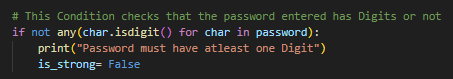 # This Condition checks that the password entered has Digits or not
if not any(char.isdigit() for char in password):
    print("Password must have atleast one Digit")
    is_strong= False